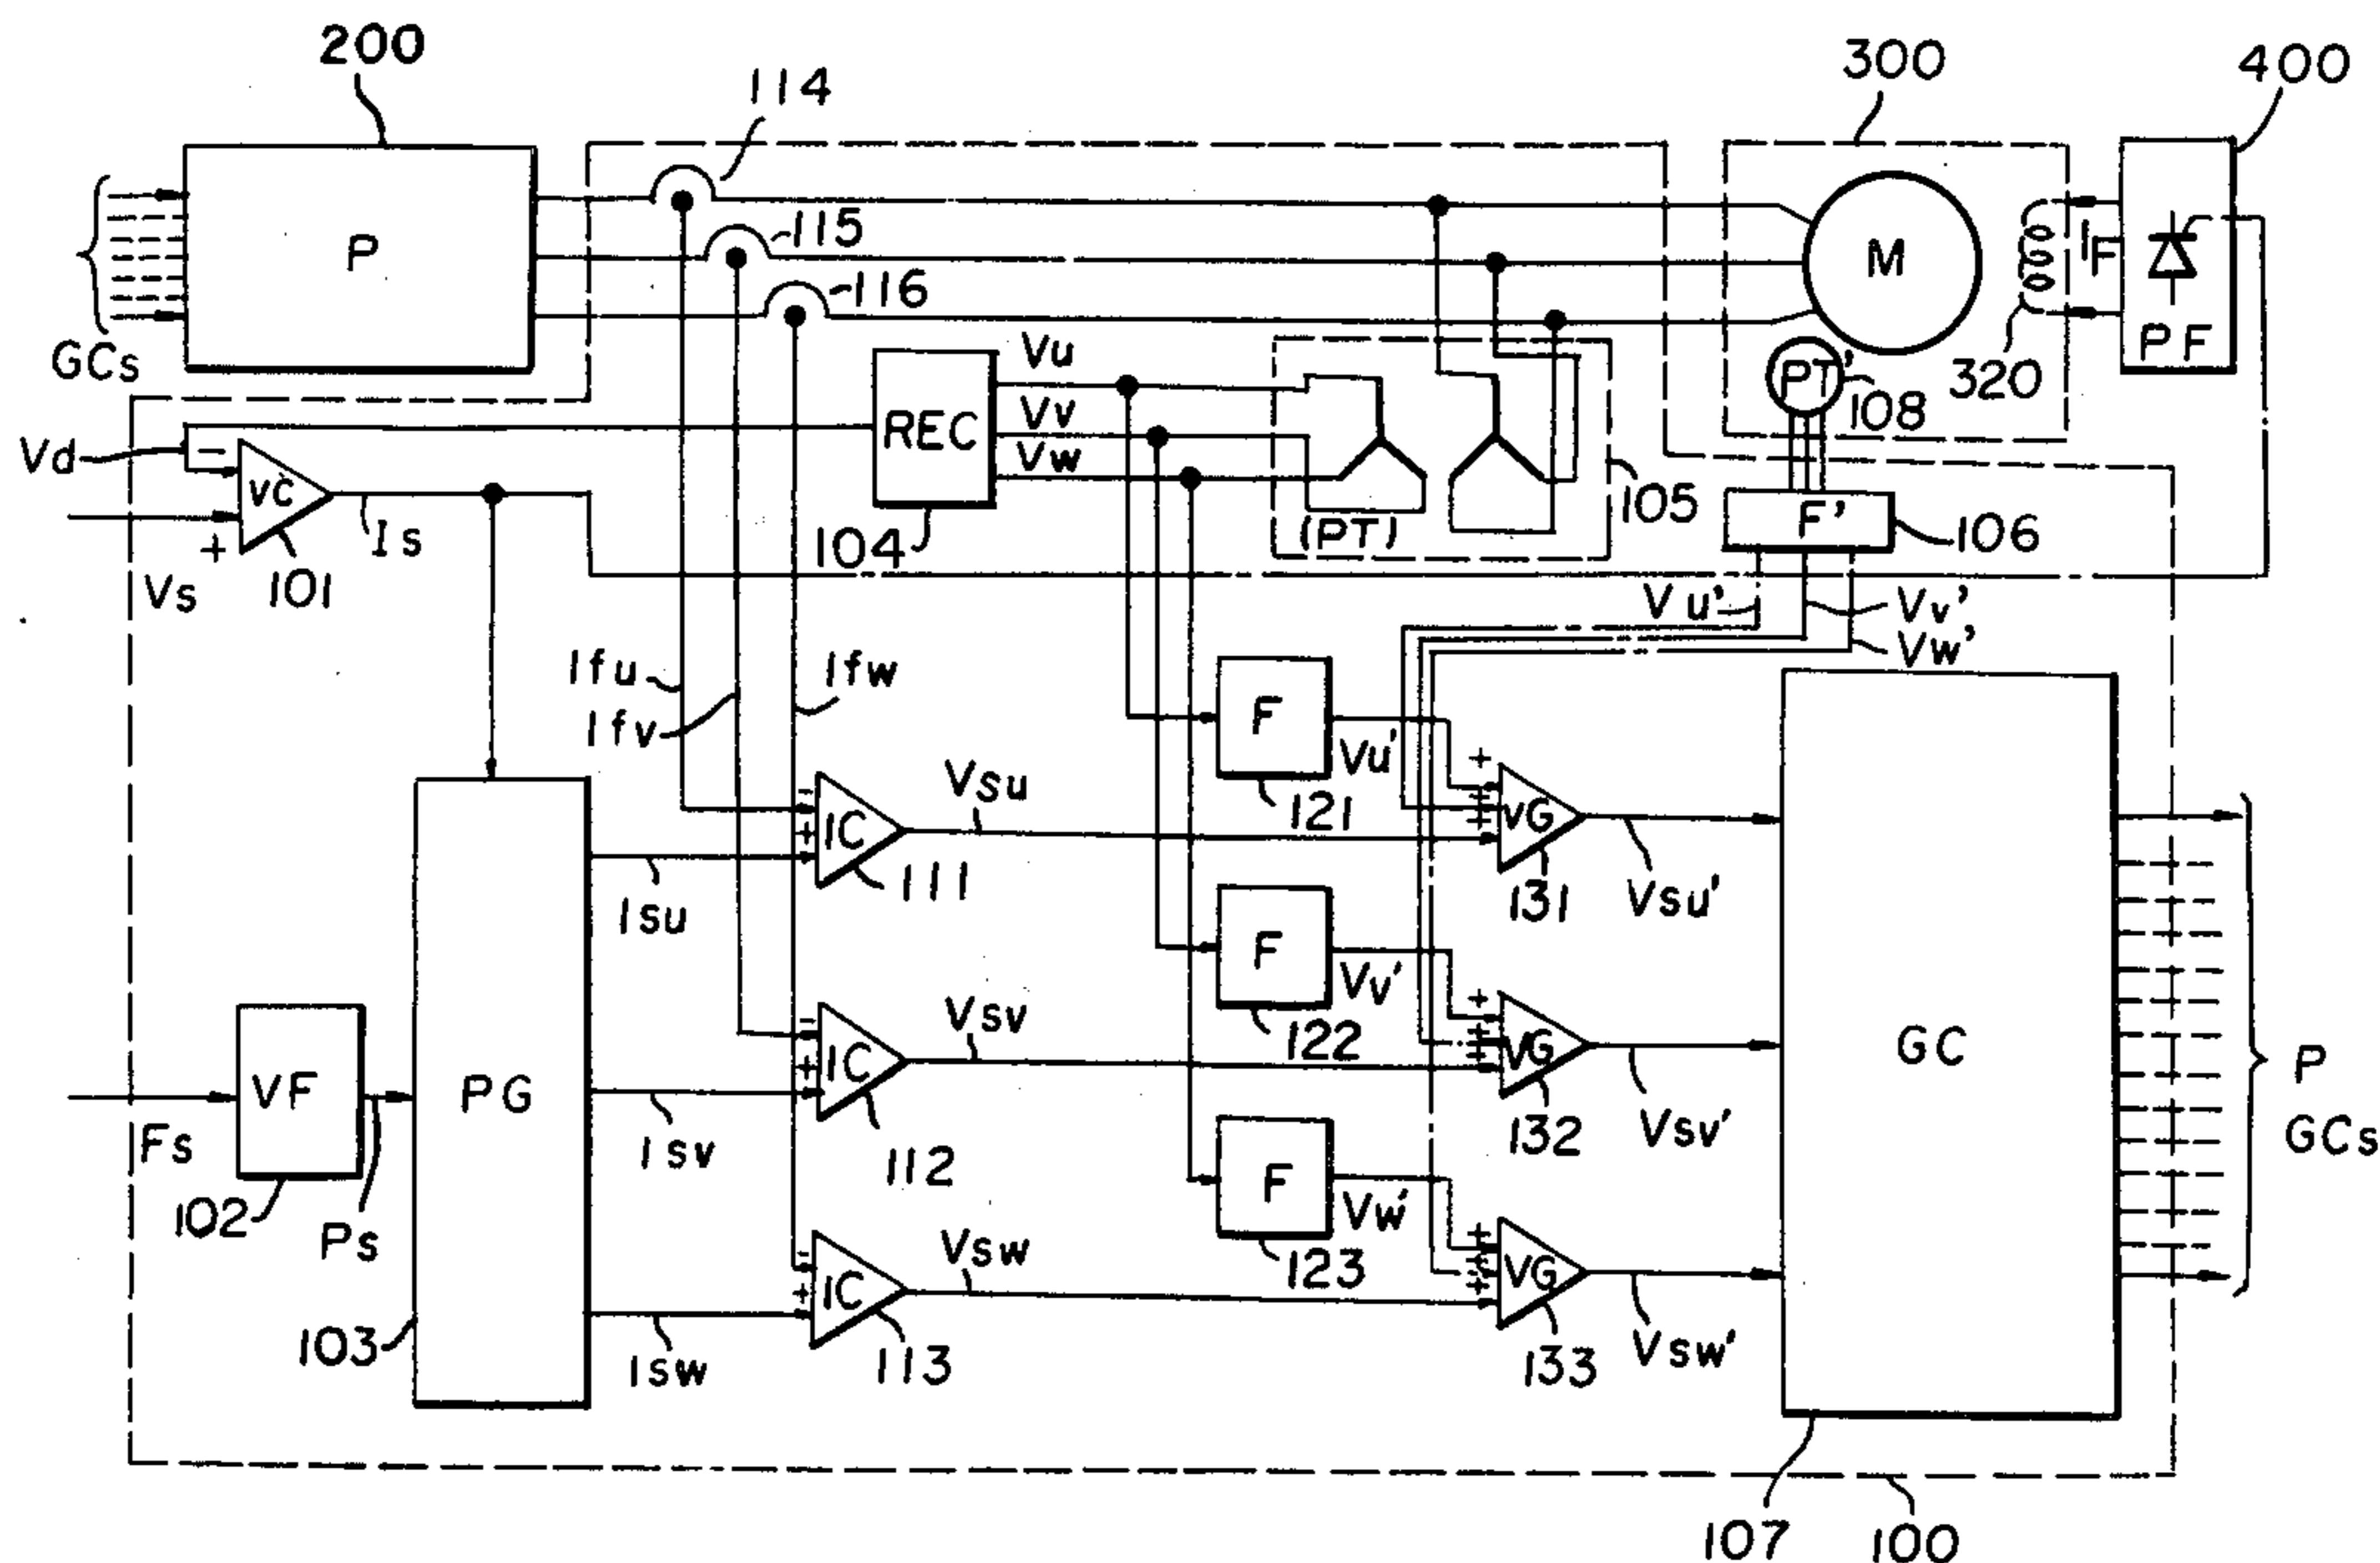 200
114
300
400
P
115
M
IF
116
GCs
PF
Vu
PT'
320
108
REC
Vv
Vw
Vd
−
VC
105
(PT)
F'
106
104
Is
+
101
Vs
Vu'
Vv'
Vw'
Ifu
Ifw
Ifv
F
Vu'
+
Vsu
−
+
+
IC
+
VG
121
111
131
Vsu'
Isu
F
Vv'
Vsv
+
−
+
IC
+
+
VG
GC
P
122
VF
PG
112
132
Vsv'
GCs
Fs
Isv
F
Vw'
102
Ps
Vsw
+
−
+
+
+
IC
VG
123
103
Isw
113
133
Vsw'
107
100